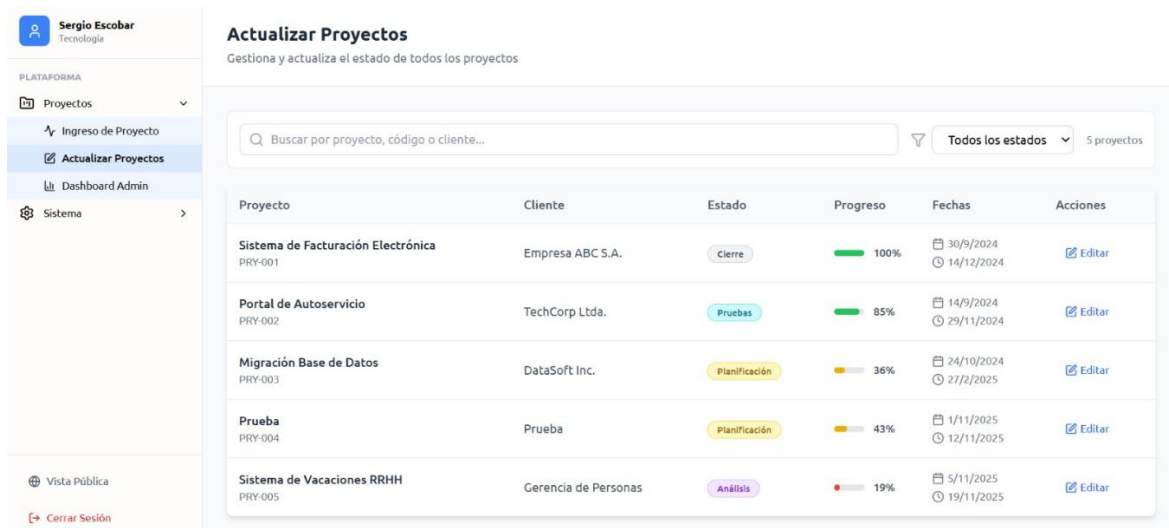 Sergio Escobar
Tecnología
PLATAFORMA
Proyectos
Ingreso de Proyecto
Actualizar Proyectos
Dashboard Admin
Sistema
Vista Pública
Cerrar Sesión
Actualizar Proyectos
Gestiona y actualiza el estado de todos los proyectos
Buscar por proyecto, código o cliente...
Todos los estados
5 proyectos
Proyecto Cliente Estado Progreso Fechas Acciones
Sistema de Facturación Electrónica
PRY-001
Empresa ABC S.A.
Cierre
100%
30/9/2024
14/12/2024
Editar
Portal de Autoservicio
PRY-002
TechCorp Ltda.
Pruebas
85%
14/9/2024
29/11/2024
Editar
Migración Base de Datos
PRY-003
DataSoft Inc.
Planificación
36%
24/10/2024
27/2/2025
Editar
Prueba
PRY-004
Prueba
Planificación
43%
1/11/2025
12/11/2025
Editar
Sistema de Vacaciones RRHH
PRY-005
Gerencia de Personas
Análisis
19%
5/11/2025
19/11/2025
Editar